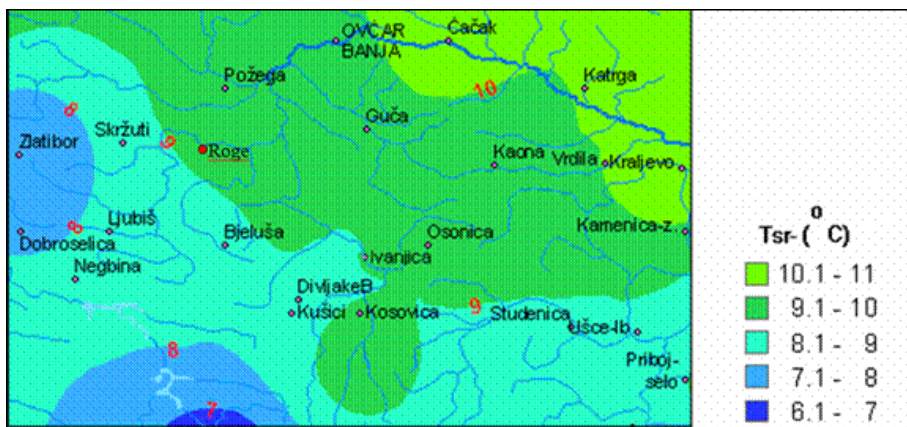 OVČAR
BANJA
Čačak
10
Požega
Katrga
8
Guča
Zlatibor
Skržuti
9
Roge
Kaona
Vrdila
Kraljevo
8
Ljubiš
Dobroselica
Bjeluša
Osonica
Kamenica-z.
Negbina
Ivanjica
DivljakeB
Kušići
Kosovica
9
Studenica
Ušce-Ib.
8
Priboj-
selo
7
Tsr- (°C)
10.1 - 11
9.1 - 10
8.1 - 9
7.1 - 8
6.1 - 7